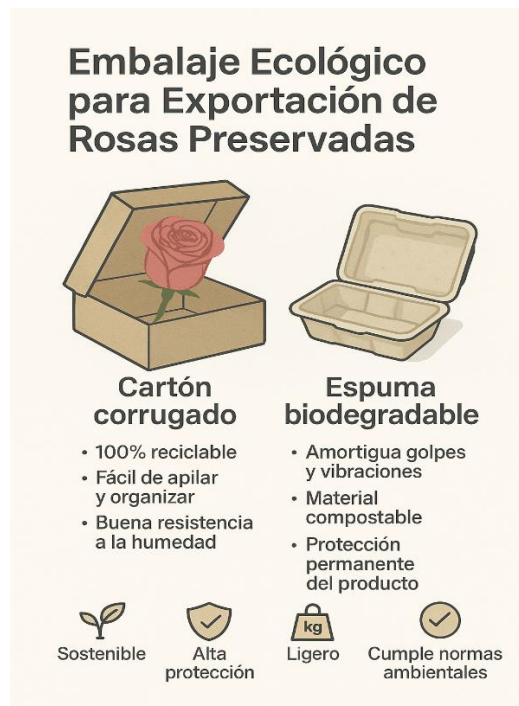 Embalaje Ecológico
para Exportación de
Rosas Preservadas
Cartón
corrugado
• 100% reciclable
• Fácil de apilar
y organizar
• Buena resistencia
a la humedad
Espuma
biodegradable
• Amortigua golpes
y vibraciones
• Material
compostable
• Protección
permanente
del producto
Sostenible
Alta
protección
kg
Ligero
Cumple normas
ambientales